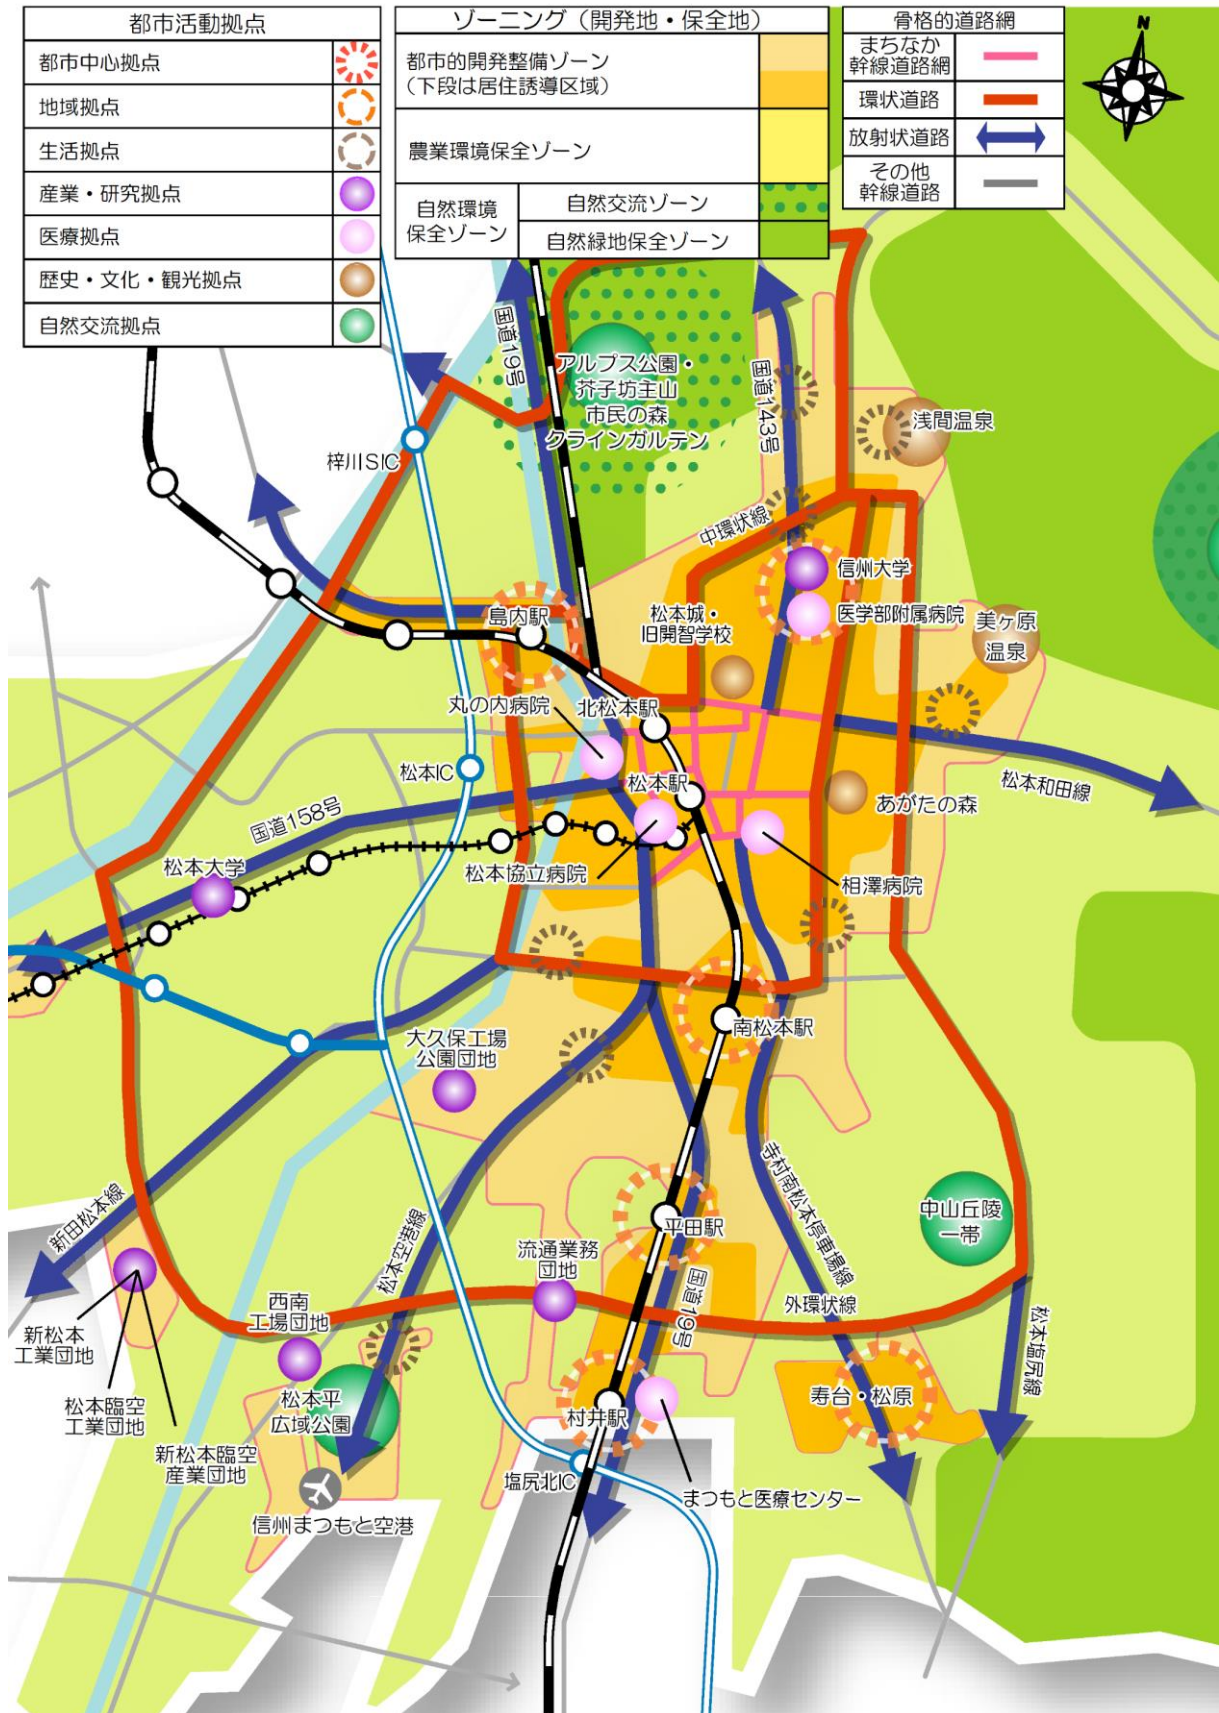 都市活動拠点
都市中心拠点
地域拠点
生活拠点
産業・研究拠点
医療拠点
歴史・文化・観光拠点
自然交流拠点
ゾーニング（開発地・保全地）
都市的開発整備ゾーン
（下段は居住誘導区域）
農業環境保全ゾーン
自然環境
保全ゾーン
自然交流ゾーン
自然緑地保全ゾーン
骨格的道路網
まちなか
幹線道路網
環状道路
放射状道路
その他
幹線道路
N
国道19号
アルプス公園・
芥子坊主山
市民の森
クラインガルテン
国道143号
浅間温泉
梓川SIC
中環状線
信州大学
医学部附属病院
島内駅
松本城・
旧開智学校
美ヶ原
温泉
丸の内病院
北松本駅
松本IC
松本駅
松本和田線
あがたの森
国道158号
松本大学
松本協立病院
相澤病院
南松本駅
大久保工場
公園団地
新田松本線
松本空港線
平田駅
寺村南松本停車場線
中山丘陵
一帯
流通業務
団地
国道19号
外環状線
西南
工場団地
新松本
工業団地
松本塩尻線
松本臨空
工業団地
松本平
広域公園
村井駅
寿台・松原
新松本臨空
産業団地
塩尻北IC
まつもと医療センター
信州まつもと空港